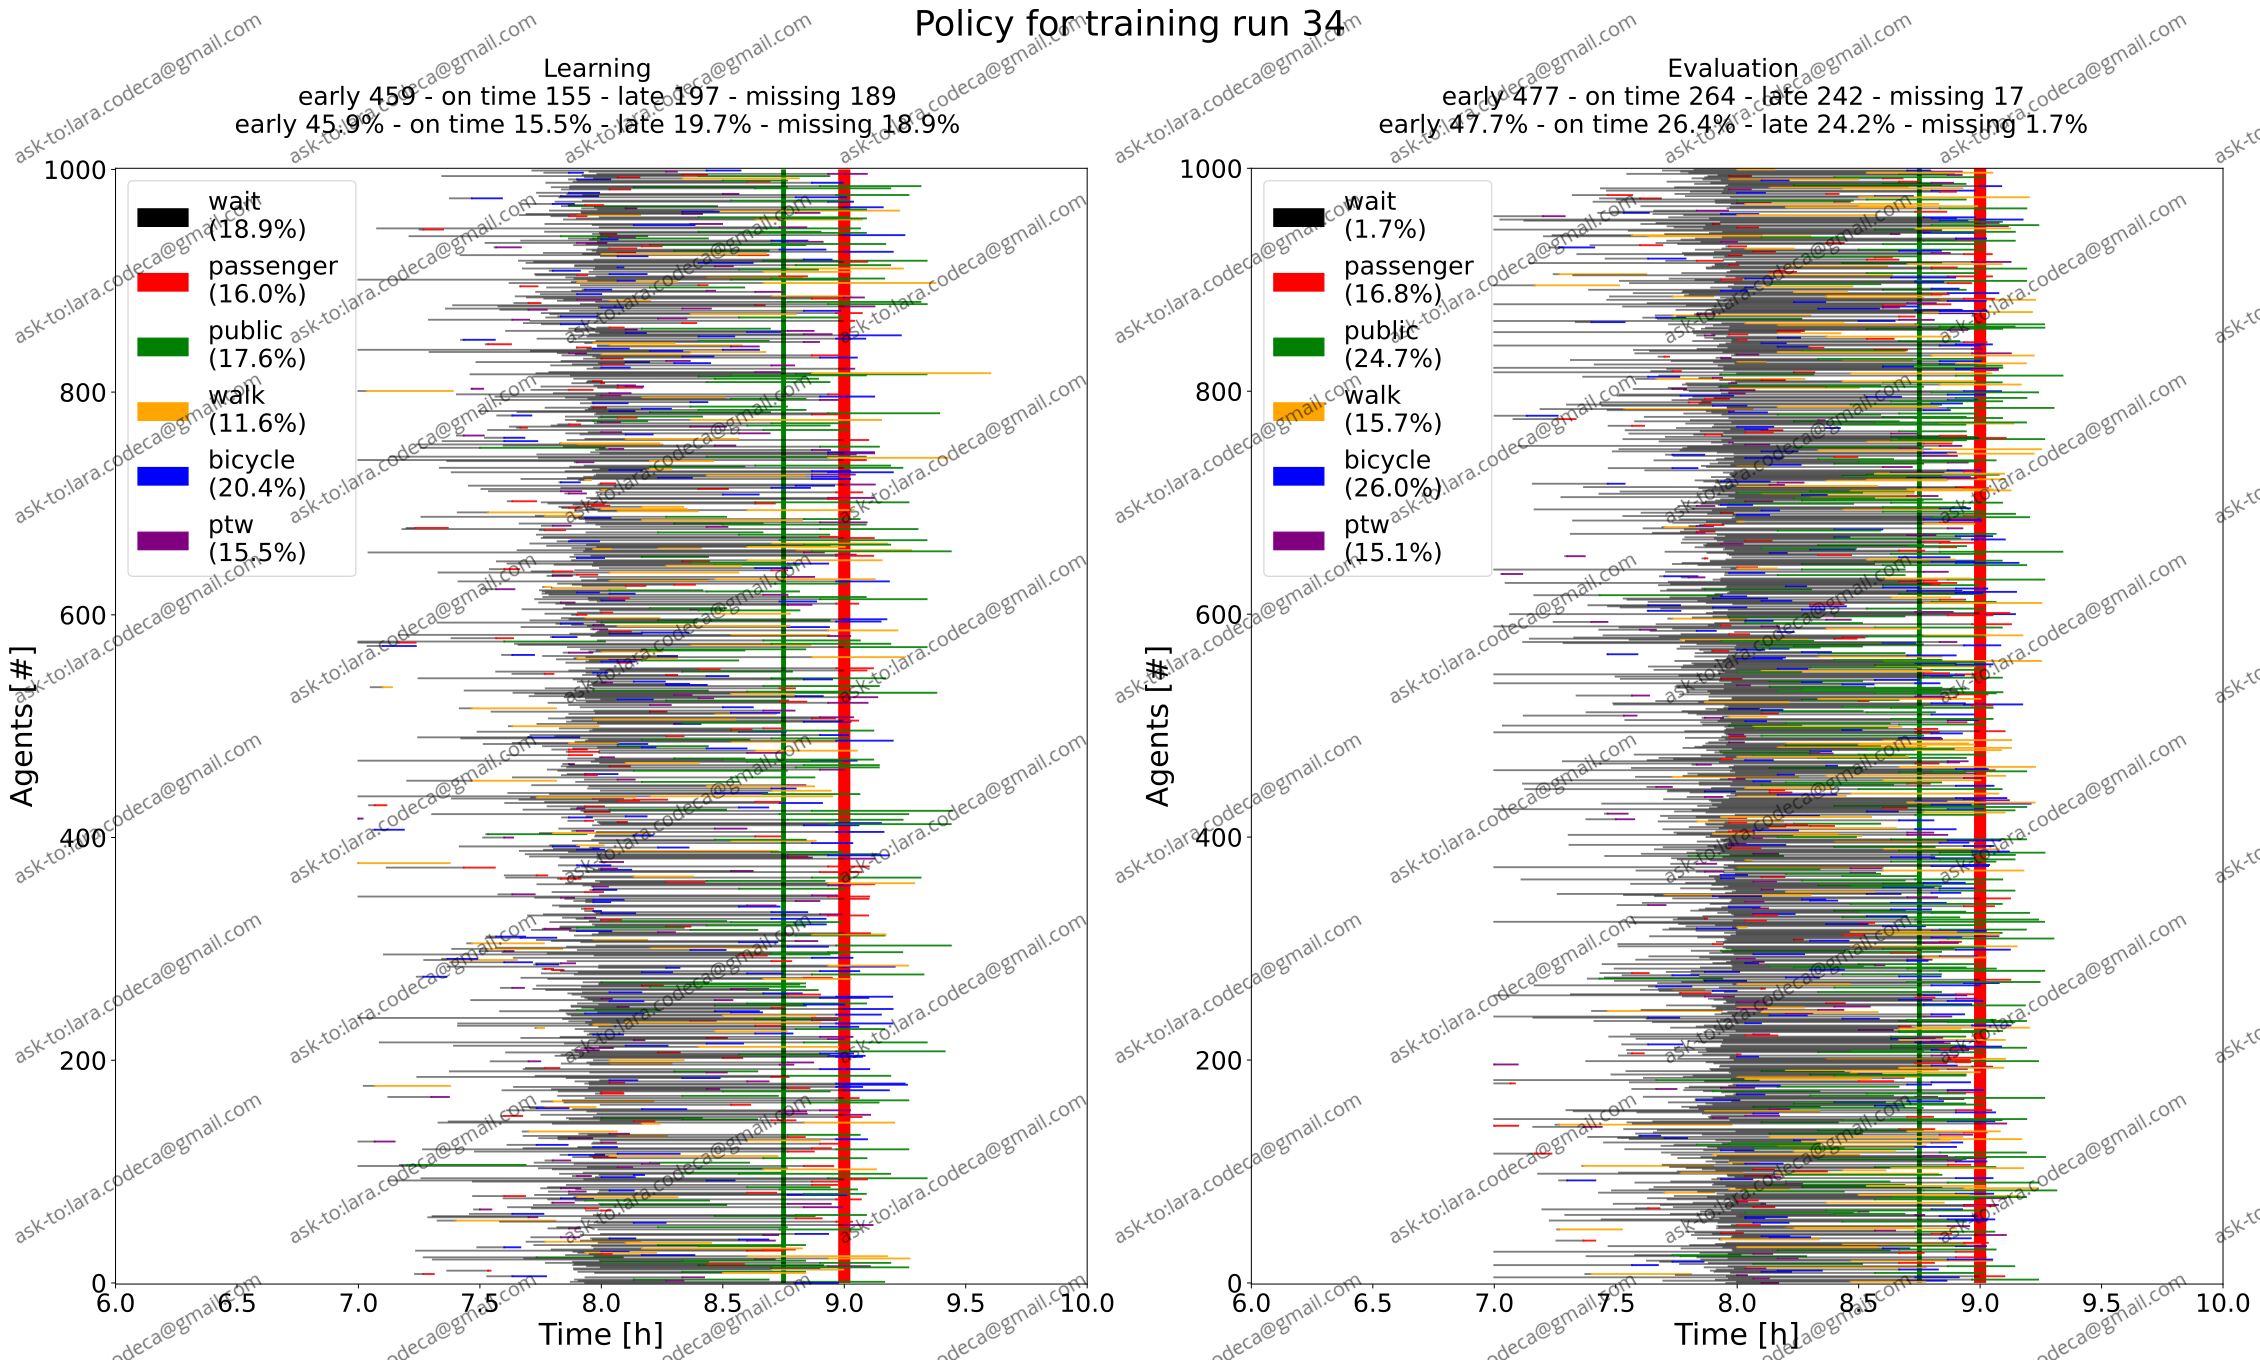 Policy for training run 34
Learning
early 459 - on time 155 - late 197 - missing 189
early 45.9% - on time 15.5% - late 19.7% - missing 18.9%
1000
800
600
400
200
0
Agents [#]
wait
(18.9%)
passenger
(16.0%)
public
(17.6%)
walk
(11.6%)
bicycle
(20.4%)
ptw
(15.5%)
6.0 6.5 7.0 7.5 8.0 8.5 9.0 9.5 10.0
Time [h]
Evaluation
early 477 - on time 264 - late 242 - missing 17
early 47.7% - on time 26.4% - late 24.2% - missing 1.7%
1000
800
600
400
200
0
Agents [#]
wait
(1.7%)
passenger
(16.8%)
public
(24.7%)
walk
(15.7%)
bicycle
(26.0%)
ptw
(15.1%)
6.0 6.5 7.0 7.5 8.0 8.5 9.0 9.5 10.0
Time [h]
ask-to:lara.codeca@gmail.com